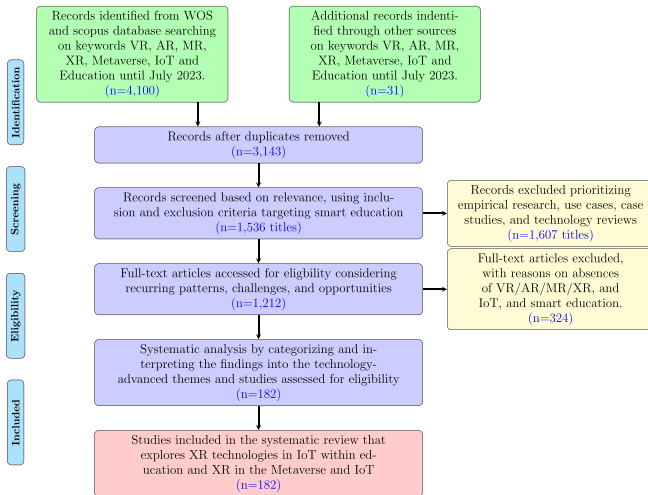 Records identified from WOS
and scopus database searching
on keywords VR, AR, MR,
XR, Metaverse, IoT and
Education until July 2023.
(n=4,100)
Additional records indenti-
fied through other sources
on keywords VR, AR, MR,
XR, Metaverse, IoT and
Education until July 2023.
(n=31)
Identification
Records after duplicates removed
(n=3,143)
Screening
Records screened based on relevance, using inclu-
sion and exclusion criteria targeting smart education
(n=1,536 titles)
Records excluded prioritizing
empirical research, use cases, case
studies, and technology reviews
(n=1,607 titles)
Eligibility
Full-text articles accessed for eligibility considering
recurring patterns, challenges, and opportunities
(n=1,212)
Full-text articles excluded,
with reasons on absences
of VR/AR/MR/XR, and
IoT, and smart education.
(n=324)
Systematic analysis by categorizing and in-
terpreting the findings into the technology-
advanced themes and studies assessed for eligibility
(n=182)
Included
Studies included in the systematic review that
explores XR technologies in IoT within ed-
ucation and XR in the Metaverse and IoT
(n=182)